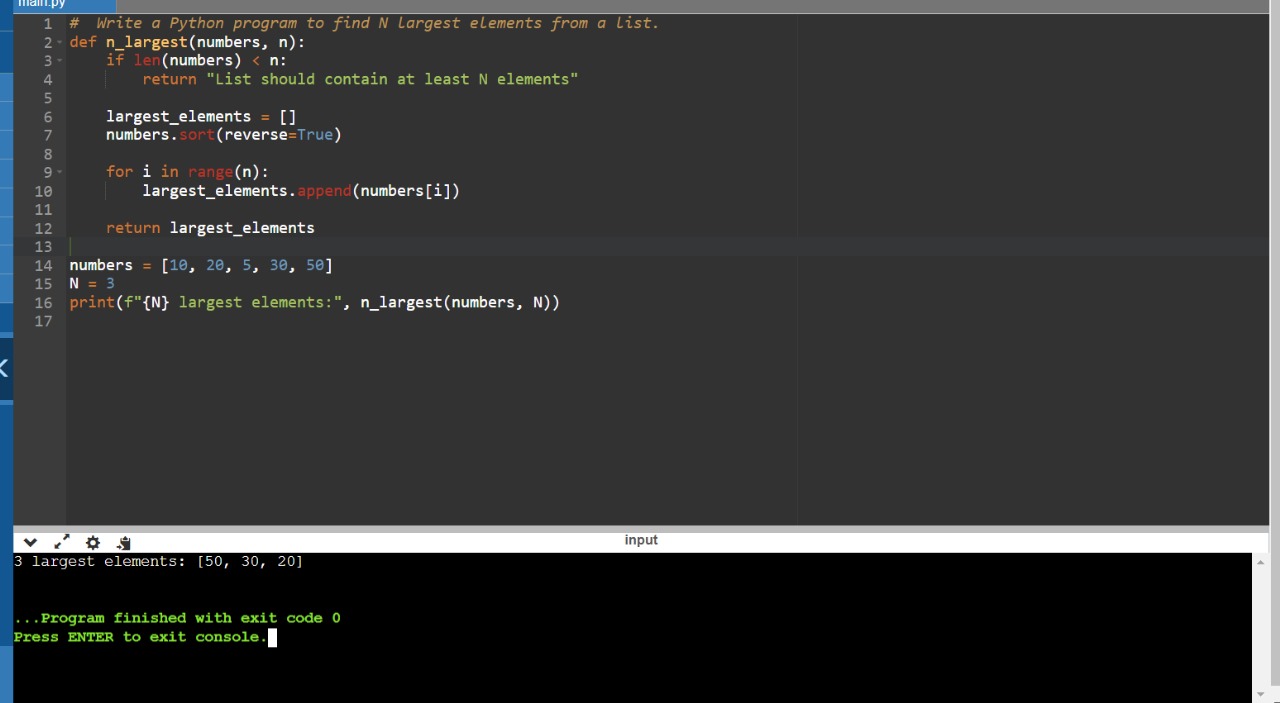 main.py
1 #  Write a Python program to find N largest elements from a list.
2 def n_largest(numbers, n):
3     if len(numbers) < n:
4         return "List should contain at least N elements"
5
6     largest_elements = []
7     numbers.sort(reverse=True)
8
9     for i in range(n):
10         largest_elements.append(numbers[i])
11
12     return largest_elements
13
14 numbers = [10, 20, 5, 30, 50]
15 N = 3
16 print(f"{N} largest elements:", n_largest(numbers, N))
17
input
3 largest elements: [50, 30, 20]
...Program finished with exit code 0
Press ENTER to exit console.